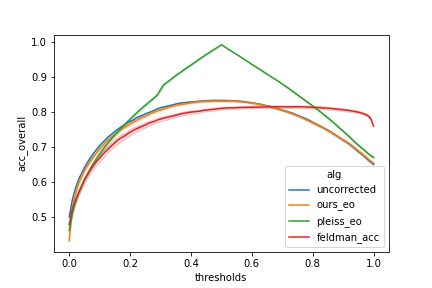 1.0
0.9
0.8
0.7
0.6
0.5
acc_overall
0.0 0.2 0.4 0.6 0.8 1.0
thresholds
alg
uncorrected
ours_eo
pleiss_eo
feldman_acc